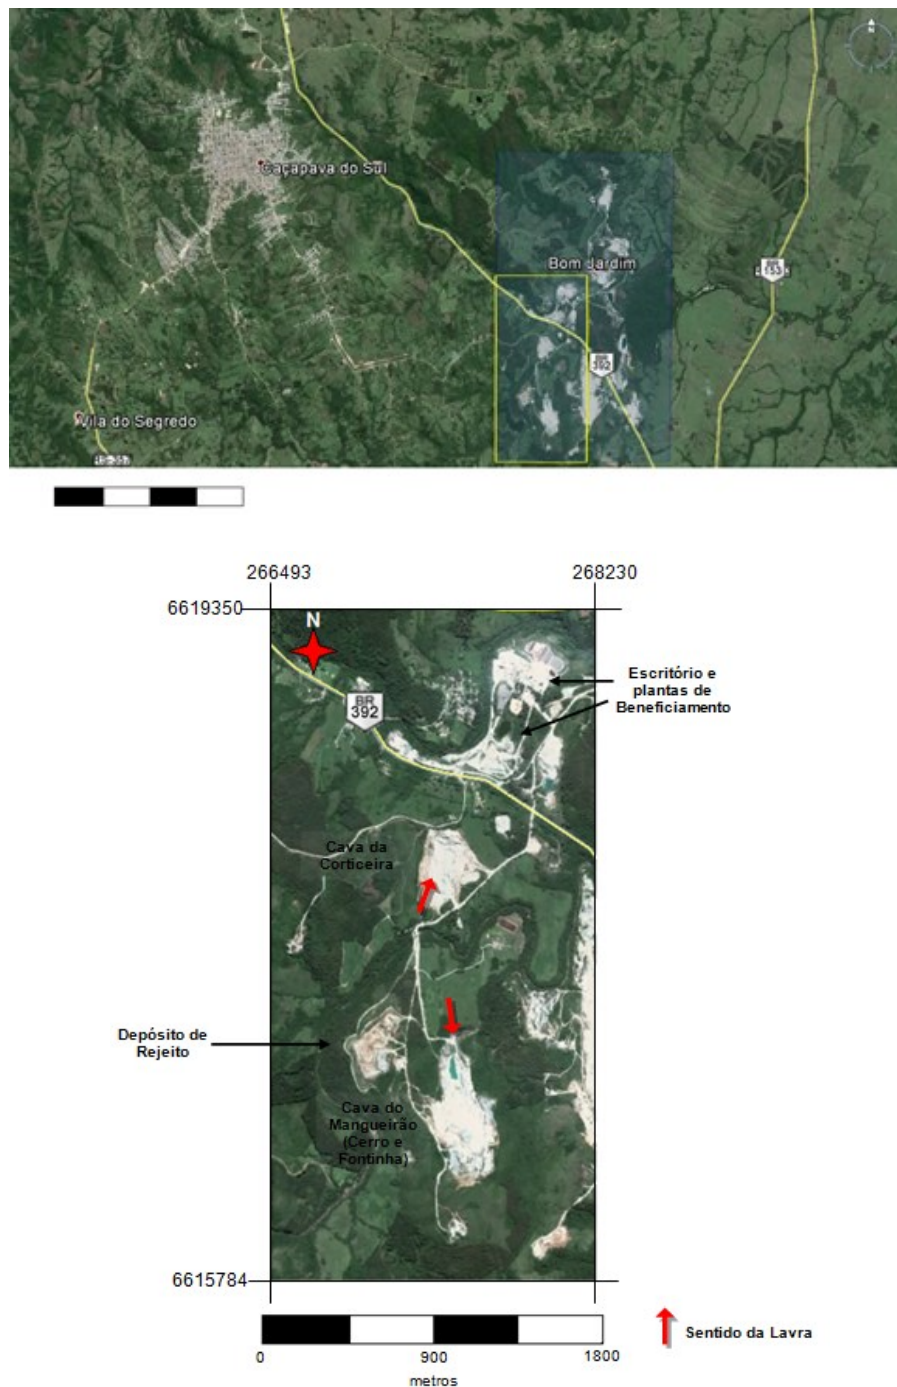 N
Caçapava do Sul
Bom Jardim
BR
153
BR
392
Vila do Segredo
266493
268230
6619350
N
BR
392
Escritório e
plantas de
Beneficiamento
Cava da
Corticeira
Depósito de
Rejeito
Cava do
Mangueirão
(Cerro e
Fontinha)
6615784
0
900
1800
metros
Sentido da Lavra